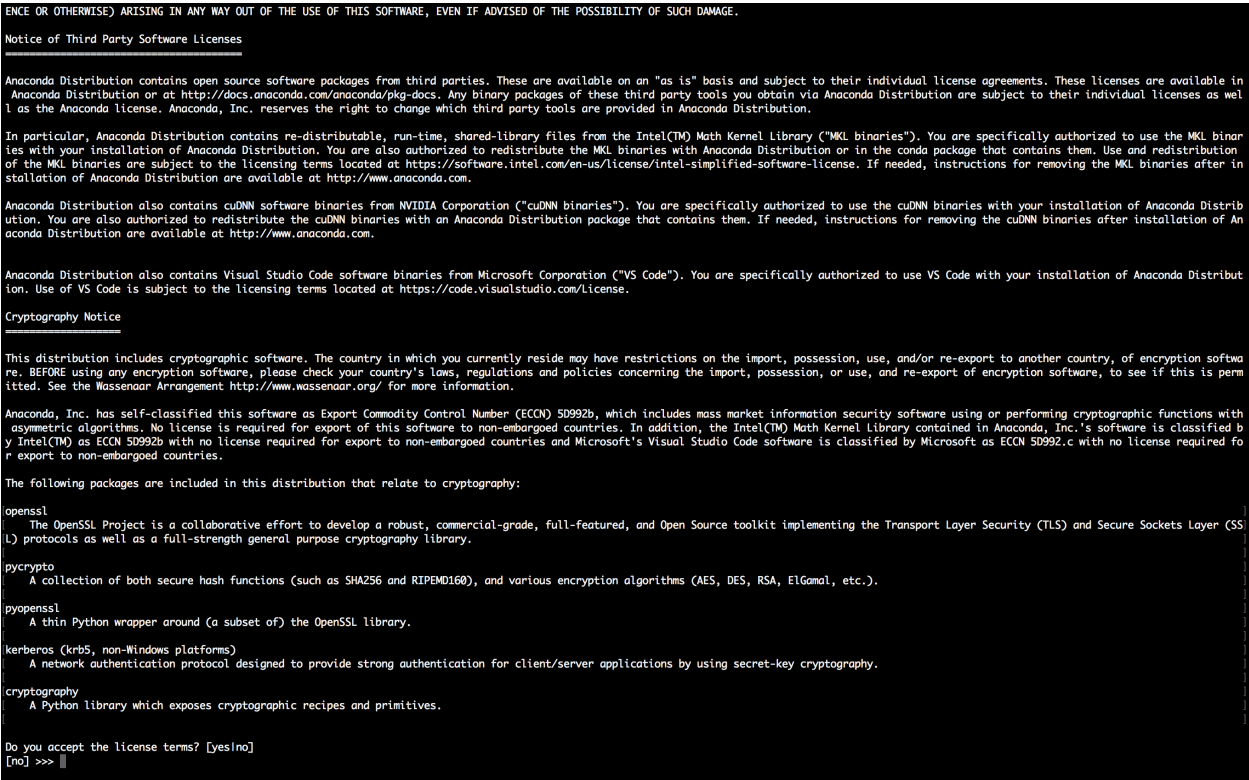 ENCE OR OTHERWISE) ARISING IN ANY WAY OUT OF THE USE OF THIS SOFTWARE, EVEN IF ADVISED OF THE POSSIBILITY OF SUCH DAMAGE.
Notice of Third Party Software Licenses
=======================================
Anaconda Distribution contains open source software packages from third parties. These are available on an "as is" basis and subject to their individual license agreements. These licenses are available in
Anaconda Distribution or at http://docs.anaconda.com/anaconda/pkg-docs. Any binary packages of these third party tools you obtain via Anaconda Distribution are subject to their individual licenses as wel
l as the Anaconda license. Anaconda, Inc. reserves the right to change which third party tools are provided in Anaconda Distribution.
In particular, Anaconda Distribution contains re-distributable, run-time, shared-library files from the Intel(TM) Math Kernel Library ("MKL binaries"). You are specifically authorized to use the MKL binar
ies with your installation of Anaconda Distribution. You are also authorized to redistribute the MKL binaries with Anaconda Distribution or in the conda package that contains them. Use and redistribution
of the MKL binaries are subject to the licensing terms located at https://software.intel.com/en-us/license/intel-simplified-software-license. If needed, instructions for removing the MKL binaries after in
stallation of Anaconda Distribution are available at http://www.anaconda.com.
Anaconda Distribution also contains cuDNN software binaries from NVIDIA Corporation ("cuDNN binaries"). You are specifically authorized to use the cuDNN binaries with your installation of Anaconda Distrib
ution. You are also authorized to redistribute the cuDNN binaries with an Anaconda Distribution package that contains them. If needed, instructions for removing the cuDNN binaries after installation of An
aconda Distribution are available at http://www.anaconda.com.
Anaconda Distribution also contains Visual Studio Code software binaries from Microsoft Corporation ("VS Code"). You are specifically authorized to use VS Code with your installation of Anaconda Distribut
ion. Use of VS Code is subject to the licensing terms located at https://code.visualstudio.com/License.
Cryptography Notice
===================
This distribution includes cryptographic software. The country in which you currently reside may have restrictions on the import, possession, use, and/or re-export to another country, of encryption softwa
re. BEFORE using any encryption software, please check your country's laws, regulations and policies concerning the import, possession, or use, and re-export of encryption software, to see if this is perm
itted. See the Wassenaar Arrangement http://www.wassenaar.org/ for more information.
Anaconda, Inc. has self-classified this software as Export Commodity Control Number (ECCN) 5D992b, which includes mass market information security software using or performing cryptographic functions with
asymmetric algorithms. No license is required for export of this software to non-embargoed countries. In addition, the Intel(TM) Math Kernel Library contained in Anaconda, Inc.'s software is classified b
y Intel(TM) as ECCN 5D992b with no license required for export to non-embargoed countries and Microsoft's Visual Studio Code software is classified by Microsoft as ECCN 5D992.c with no license required fo
r export to non-embargoed countries.
The following packages are included in this distribution that relate to cryptography:
openssl
The OpenSSL Project is a collaborative effort to develop a robust, commercial-grade, full-featured, and Open Source toolkit implementing the Transport Layer Security (TLS) and Secure Sockets Layer (SS
L) protocols as well as a full-strength general purpose cryptography library.
pycrypto
A collection of both secure hash functions (such as SHA256 and RIPEMD160), and various encryption algorithms (AES, DES, RSA, ElGamal, etc.).
pyopenssl
A thin Python wrapper around (a subset of) the OpenSSL library.
kerberos (krb5, non-Windows platforms)
A network authentication protocol designed to provide strong authentication for client/server applications by using secret-key cryptography.
cryptography
A Python library which exposes cryptographic recipes and primitives.
Do you accept the license terms? [yes|no]
[no] >>>